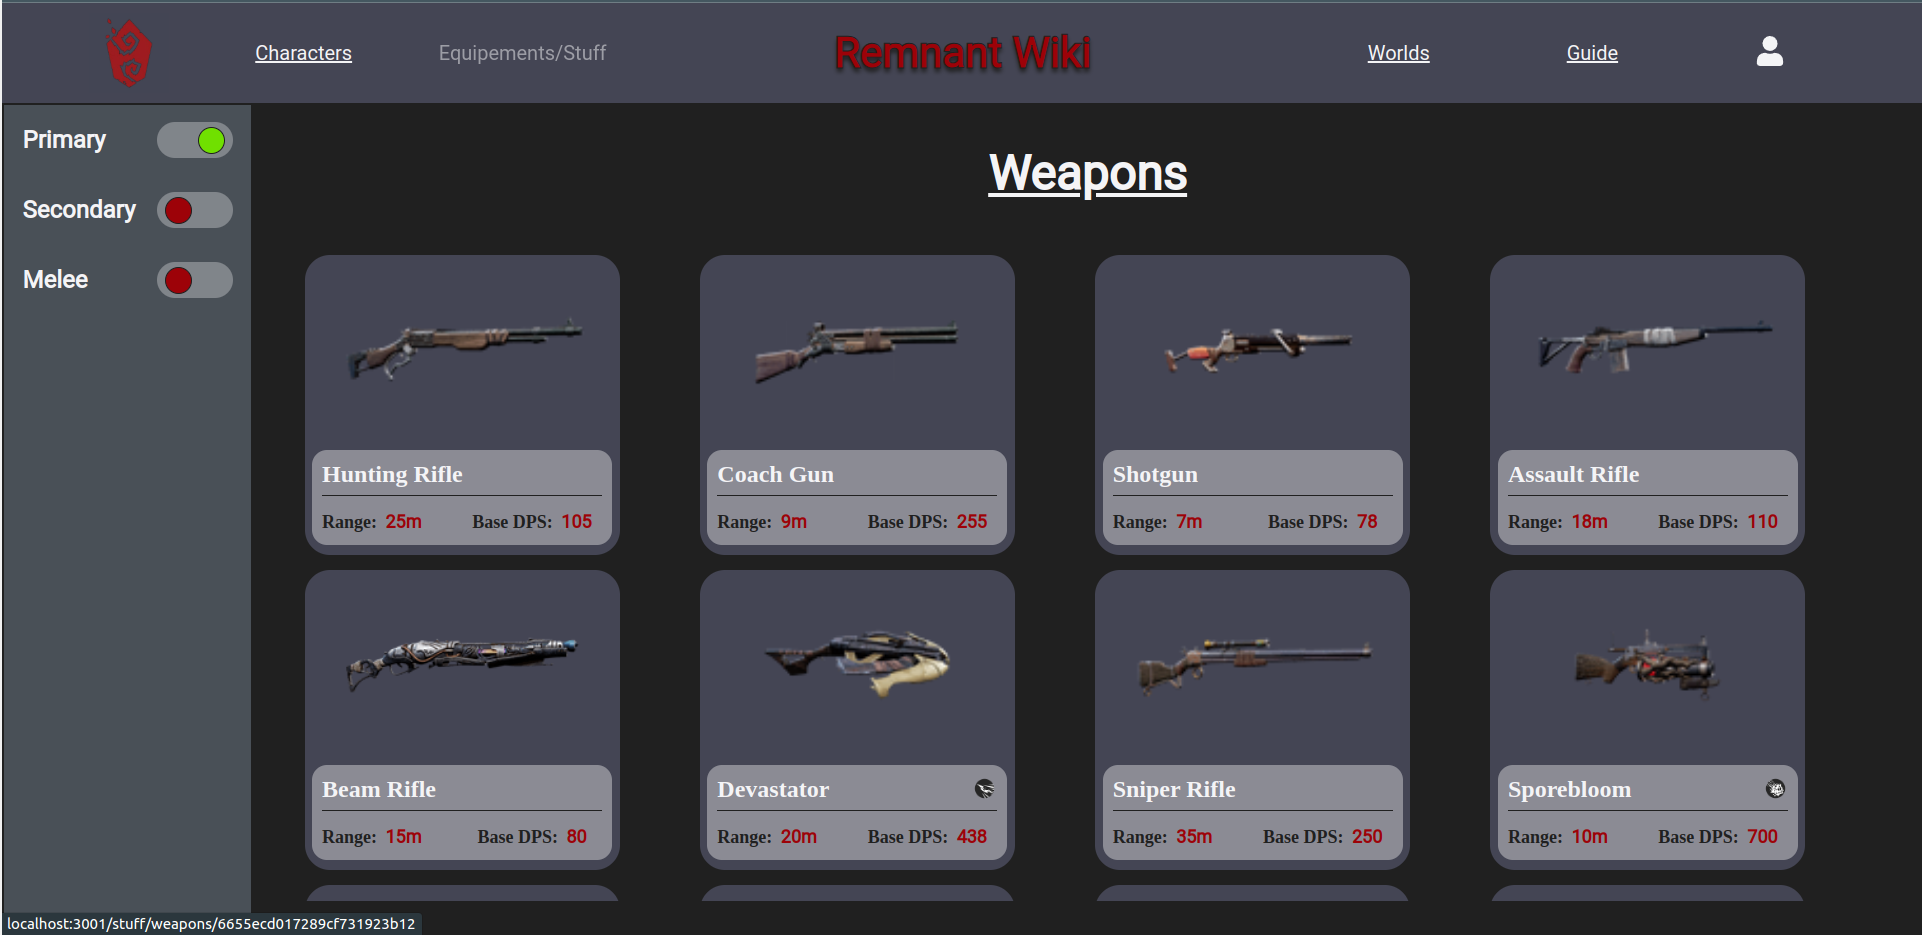 Characters Equipements/Stuff Remnant Wiki Worlds Guide
Primary
Secondary
Melee
Weapons
Hunting Rifle
Range: 25m Base DPS: 105
Coach Gun
Range: 9m Base DPS: 255
Shotgun
Range: 7m Base DPS: 78
Assault Rifle
Range: 18m Base DPS: 110
Beam Rifle
Range: 15m Base DPS: 80
Devastator
Range: 20m Base DPS: 438
Sniper Rifle
Range: 35m Base DPS: 250
Sporebloom
Range: 10m Base DPS: 700
localhost:3001/stuff/weapons/6655ecd017289cf731923b12